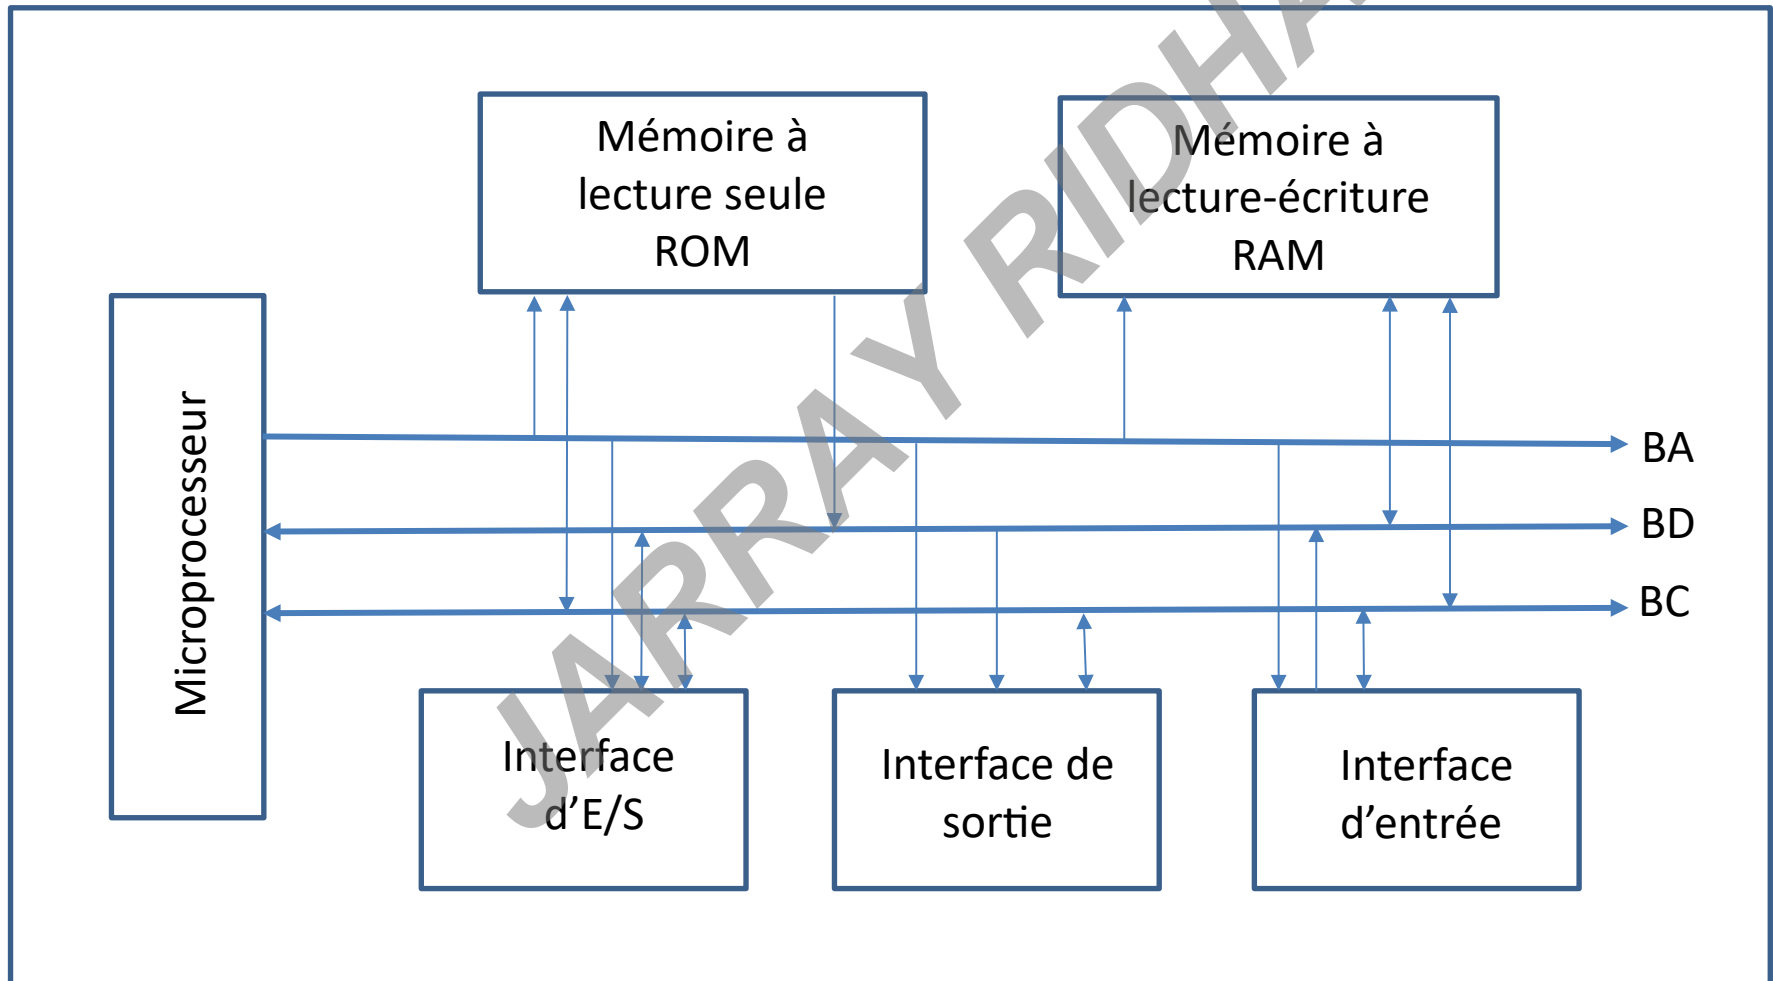 Mémoire à
lecture seule
ROM
Mémoire à
lecture-écriture
RAM
Microprocesseur
BA
BD
BC
Interface
d’E/S
Interface de
sortie
Interface
d’entrée
JARRAY RIDHA